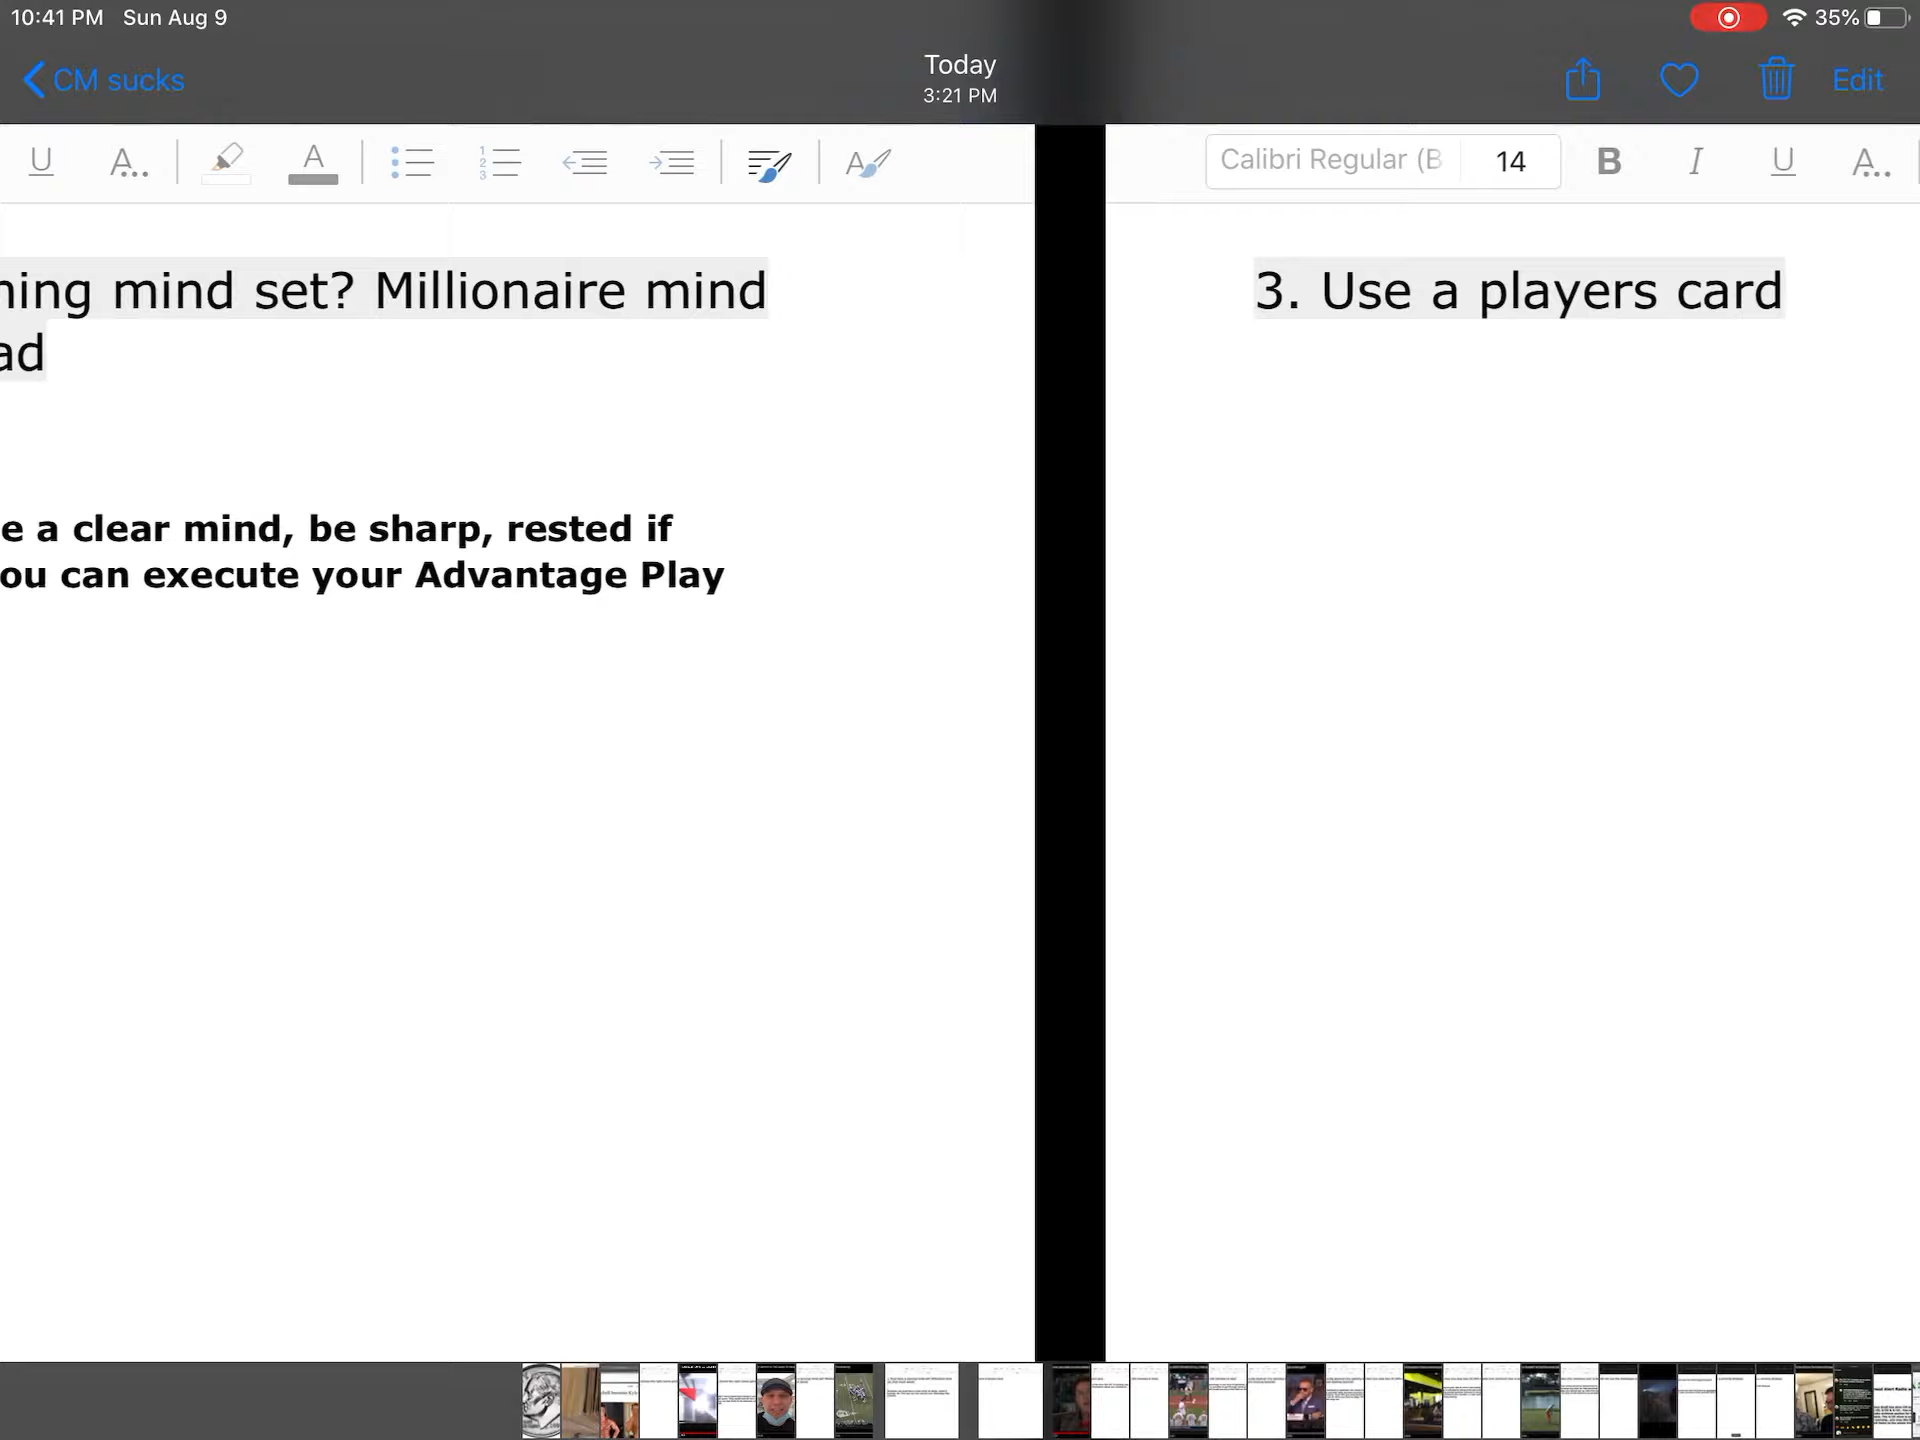 10:41 PM Sun Aug 9
35%
CM sucks
Today
3:21 PM
Edit
U A...
A
Calibri Regular (B 14 B I U A...
ning mind set? Millionaire mind
ad
e a clear mind, be sharp, rested if
ou can execute your Advantage Play
3. Use a players card